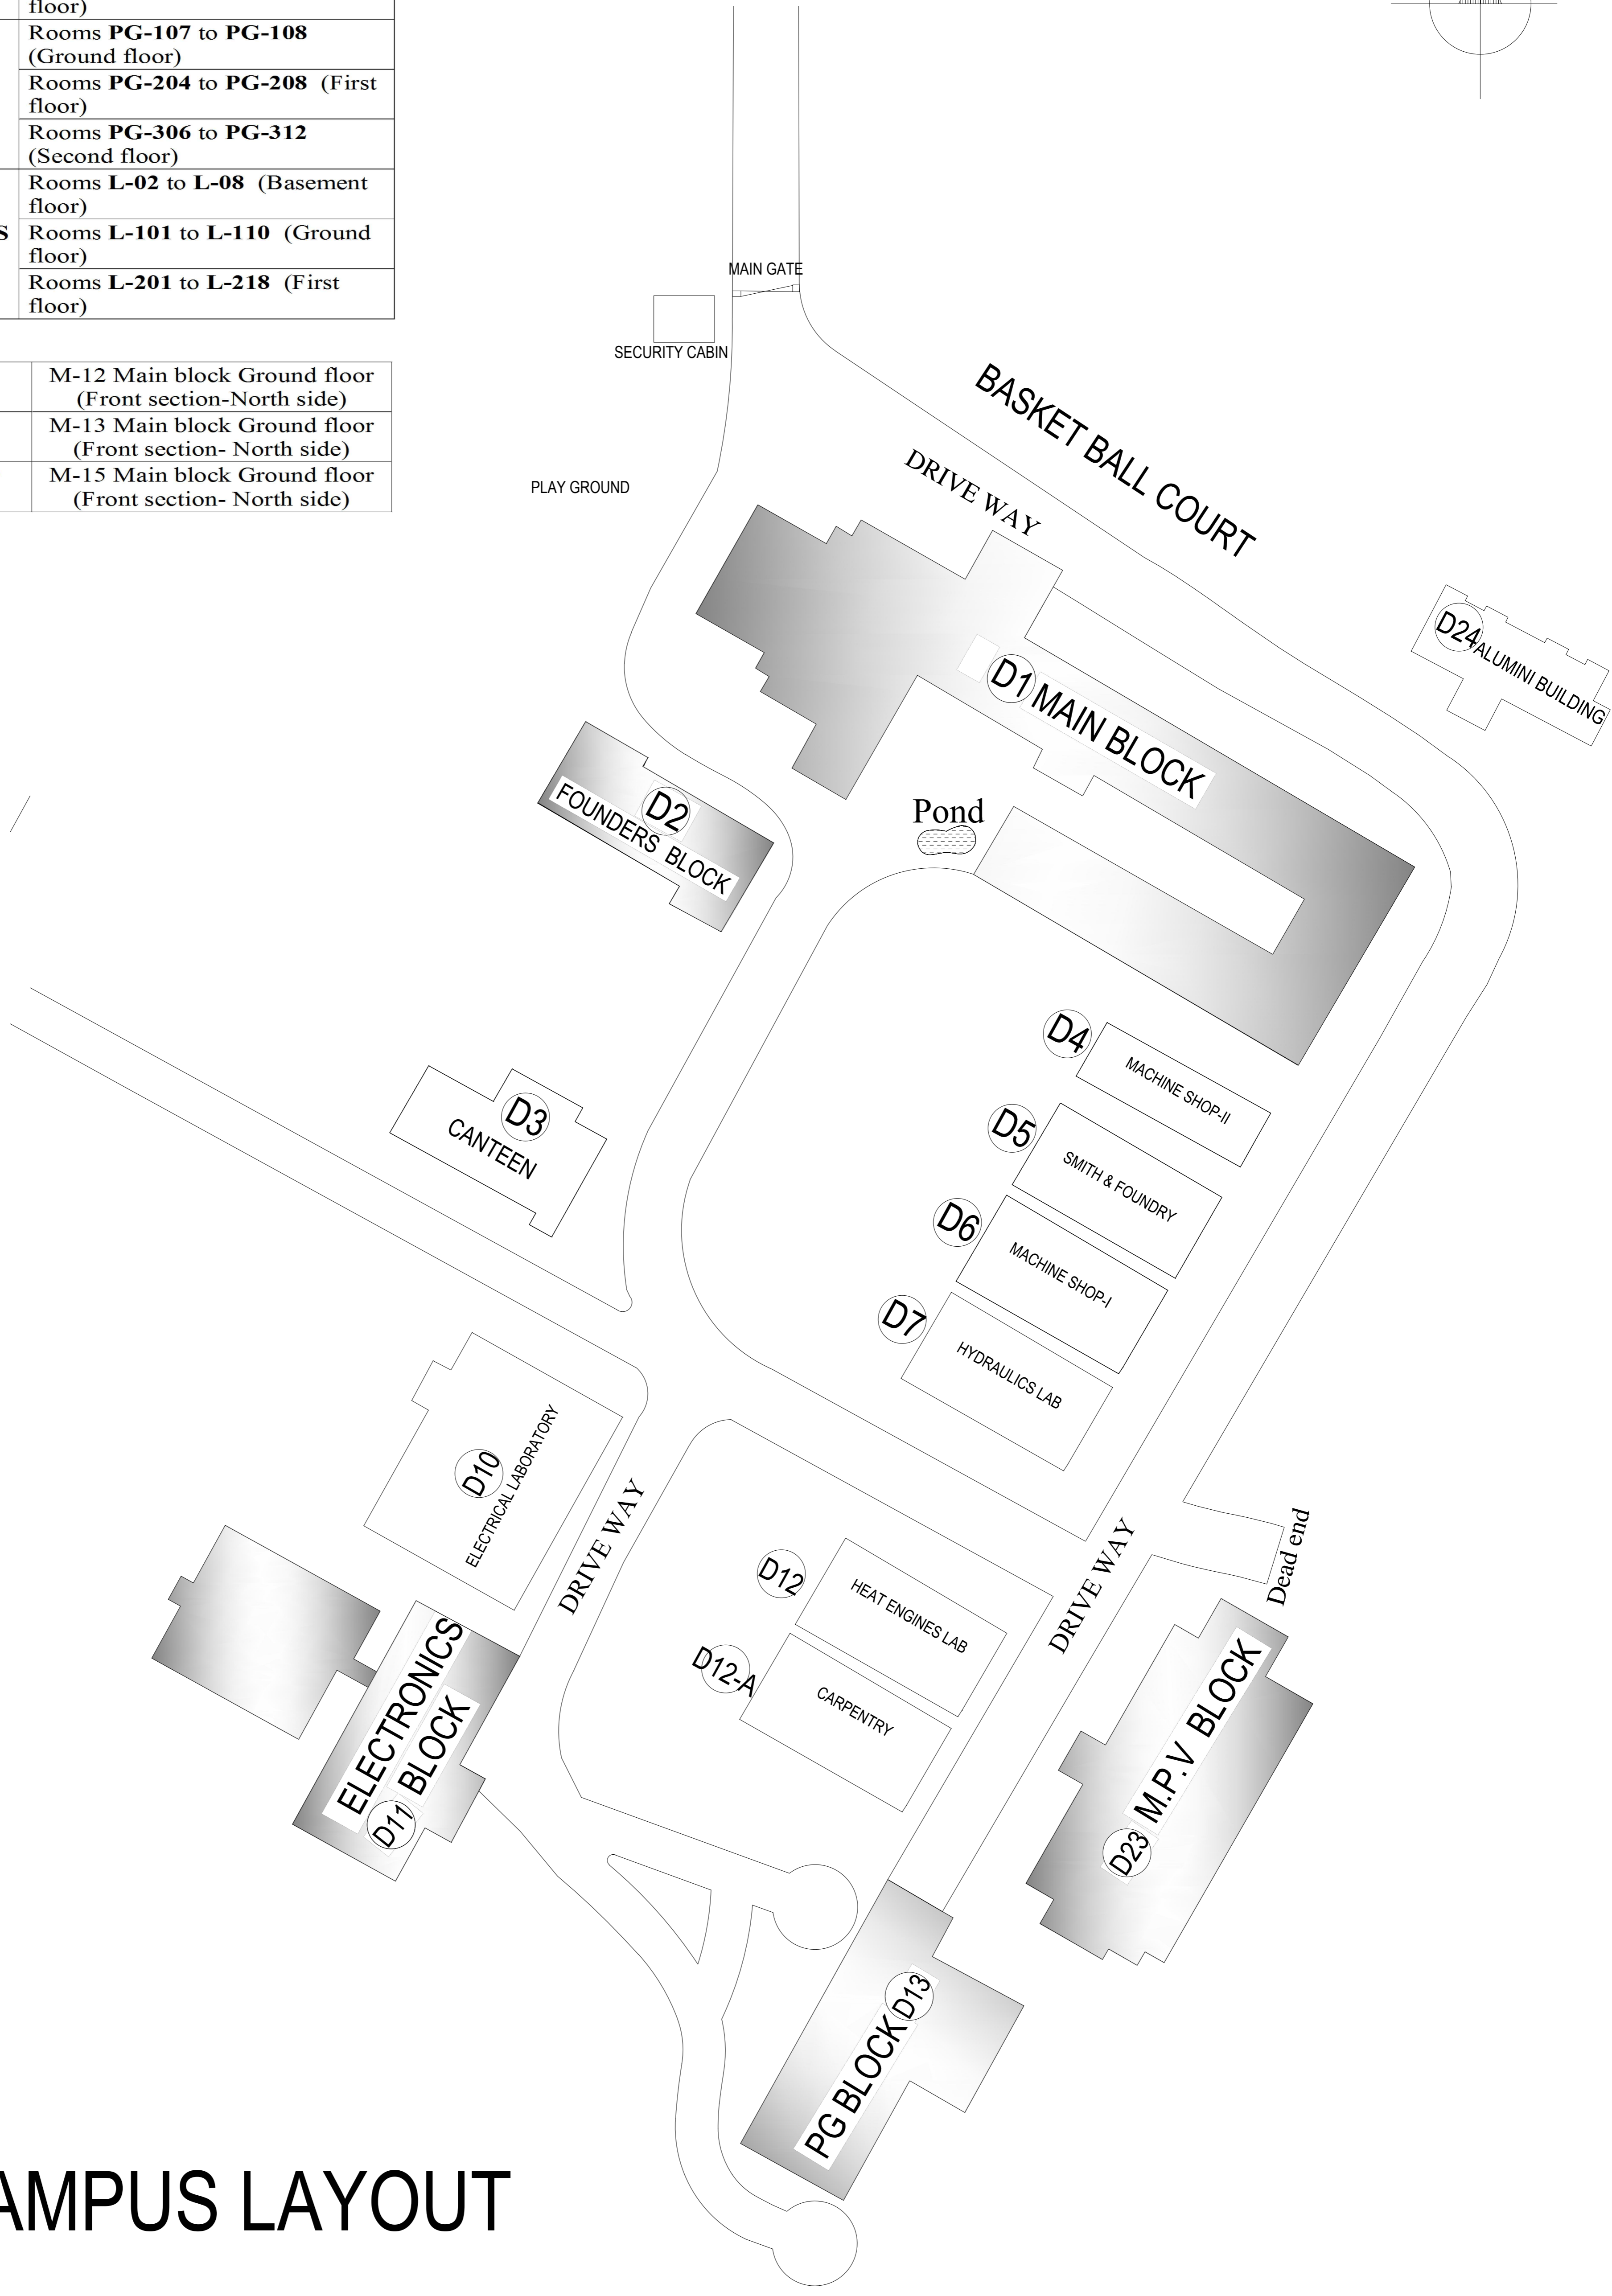 floor)
Rooms PG-107 to PG-108
(Ground floor)
Rooms PG-204 to PG-208 (First
floor)
Rooms PG-306 to PG-312
(Second floor)
Rooms L-02 to L-08 (Basement
floor)
S
Rooms L-101 to L-110 (Ground
floor)
Rooms L-201 to L-218 (First
floor)
M-12 Main block Ground floor
(Front section-North side)
M-13 Main block Ground floor
(Front section- North side)
M-15 Main block Ground floor
(Front section- North side)
MAIN GATE
SECURITY CABIN
PLAY GROUND
BASKET BALL COURT
DRIVE WAY
D24
ALUMINI BUILDING
D1 MAIN BLOCK
D2
FOUNDERS BLOCK
Pond
D4
MACHINE SHOP-II
D3
CANTEEN
D5
SMITH & FOUNDRY
D6
MACHINE SHOP-I
D7
HYDRAULICS LAB
D10
ELECTRICAL LABORATORY
DRIVE WAY
D12
HEAT ENGINES LAB
DRIVE WAY
Dead end
D12-A
CARPENTRY
ELECTRONICS
BLOCK
D11
M.P.V BLOCK
D23
D13
PG BLOCK
AMPUS LAYOUT